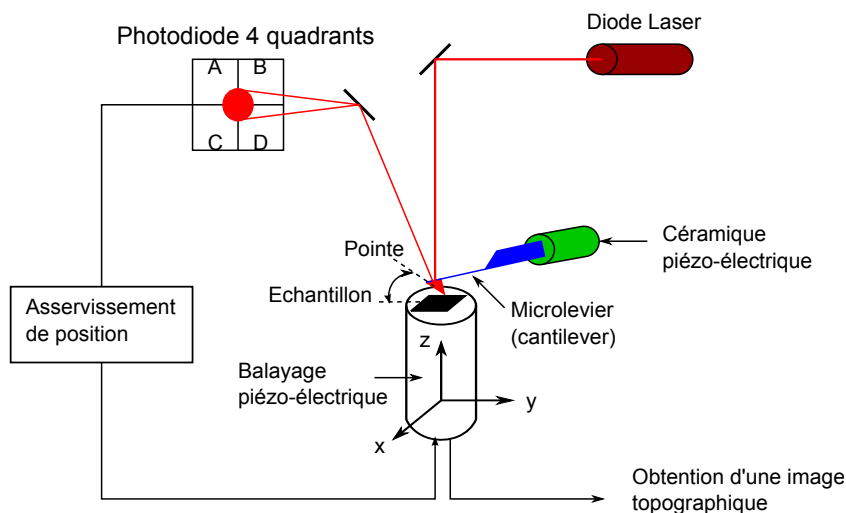 Diode Laser
Photodiode 4 quadrants
A B
C D
Pointe
Céramique
piézo-électrique
Echantillon
Microlevier
(cantilever)
Asservissement
de position
z
Balayage
piézo-électrique
y
x
Obtention d'une image
topographique